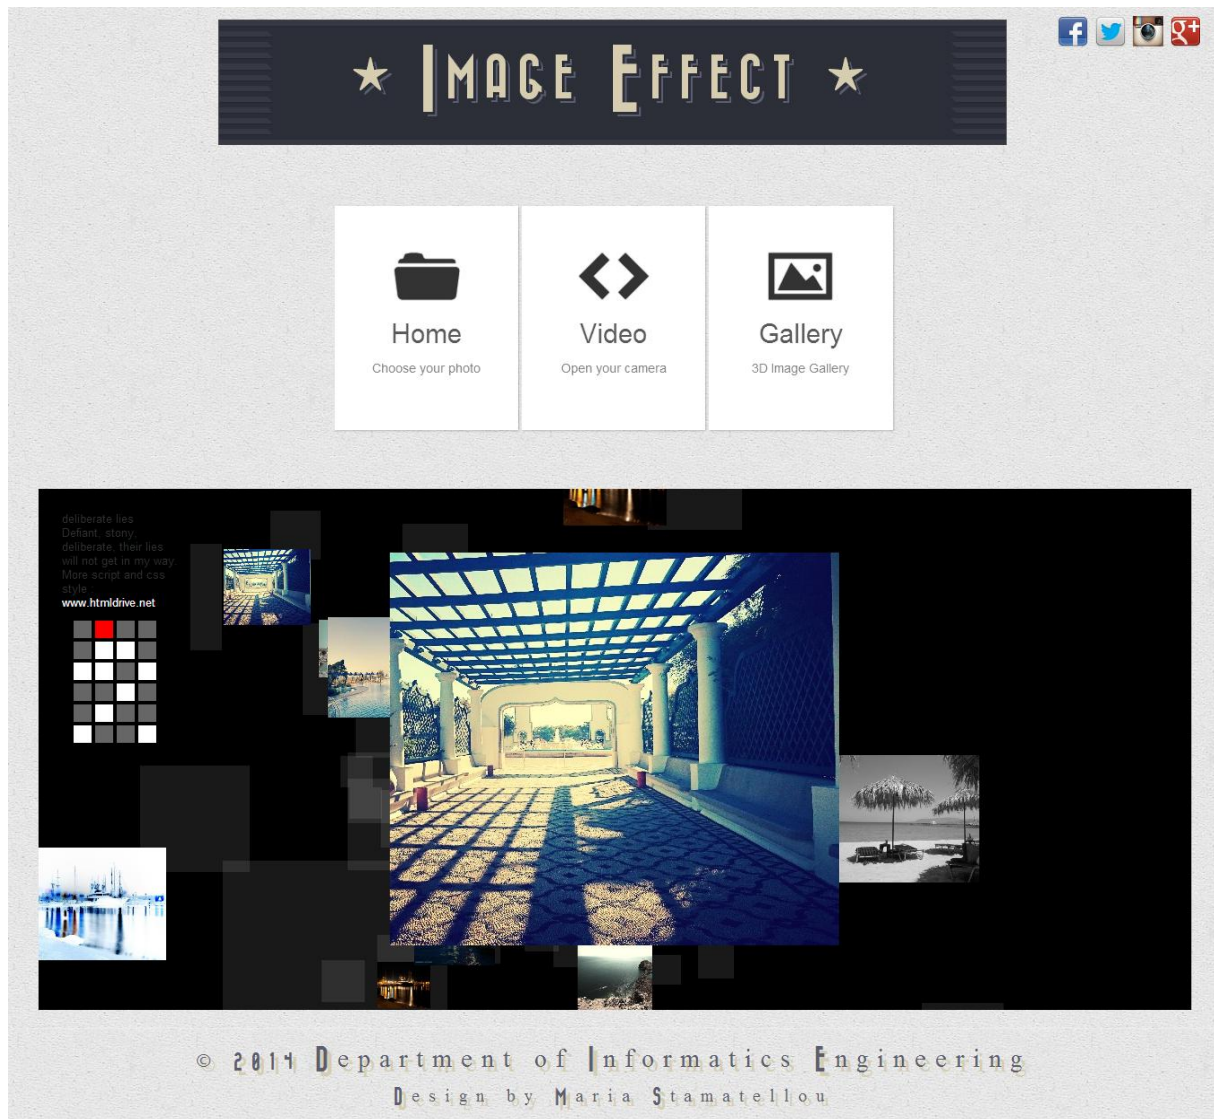 ★ Image Effect ★
f
g+
Home
Video
Gallery
Choose your photo
Open your camera
3D Image Gallery
deliberate lies
Defiant, stony,
deliberate, their lies
will not get in my way.
More script and css
style :
www.htmldrive.net
© 2014 Department of Informatics Engineering
Design by Maria Stamatellou